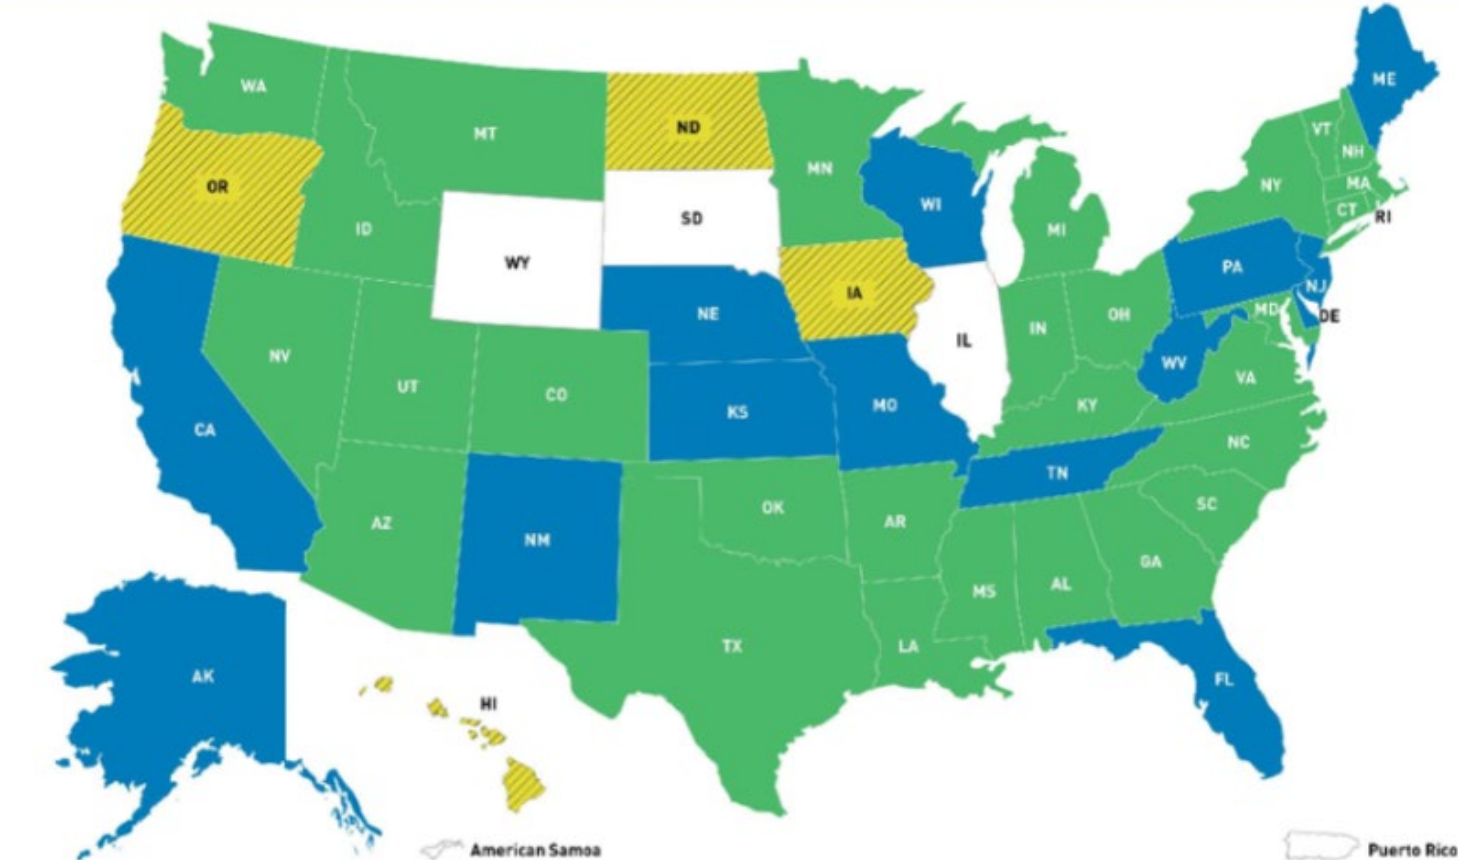 ME
WA
VT
ND
MT
NH
MN
MA
NY
OR
WI
CT
RI
SD
ID
MI
WY
PA
NJ
IA
MD
NE
OH
DE
IN
IL
NV
WV
VA
UT
CO
KY
MO
KS
CA
NC
TN
SC
OK
AZ
AR
NM
GA
AL
MS
TX
LA
AK
FL
HI
American Samoa
Puerto Rico